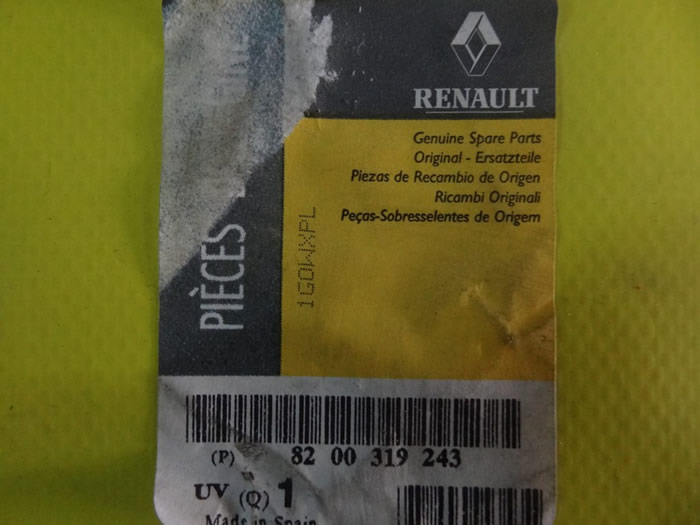 RENAULT
Genuine Spare Parts
Original - Ersatzteile
Piezas de Recambio de Origen
Ricambi Originali
Peças-Sobresselentes de Origem
PIÈCES
1GOWXPL
(P) 82 00 319 243
UV (Q) 1
Made in Spain